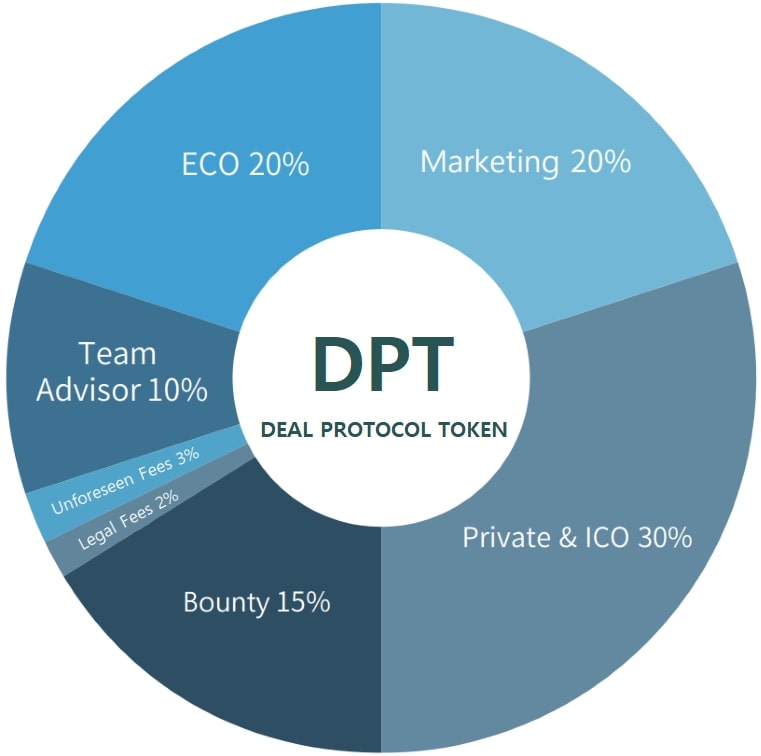 ECO 20%
Marketing 20%
Team
Advisor 10%
DPT
DEAL PROTOCOL TOKEN
Unforeseen Fees 3%
Legal Fees 2%
Private & ICO 30%
Bounty 15%